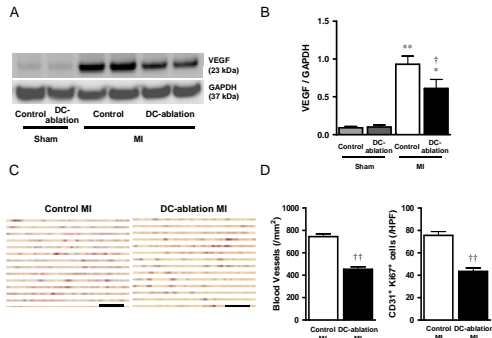 A
VEGF
(23 kDa)
GAPDH
(37 kDa)
Control DC-ablation Control DC-ablation
Sham MI
B
VEGF / GAPDH
1.5
1.0
0.5
0.0
**
†
*
Control DC-ablation Control DC-ablation
Sham MI
C
Control MI DC-ablation MI
D
Blood Vessels (/mm²)
1000
800
600
400
200
0
††
Control MI DC-ablation MI
CD31⁺ Ki67⁺ cells (/HPF)
100
80
60
40
20
0
††
Control MI DC-ablation MI